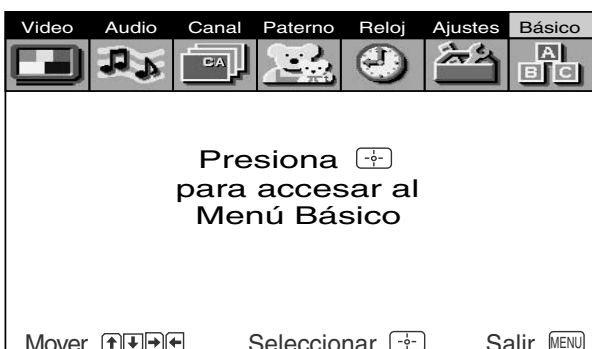 Video Audio Canal Paterno Reloj Ajustes Básico
CA A B C
Presiona
para accesar al
Menú Básico
Mover Seleccionar Salir MENU